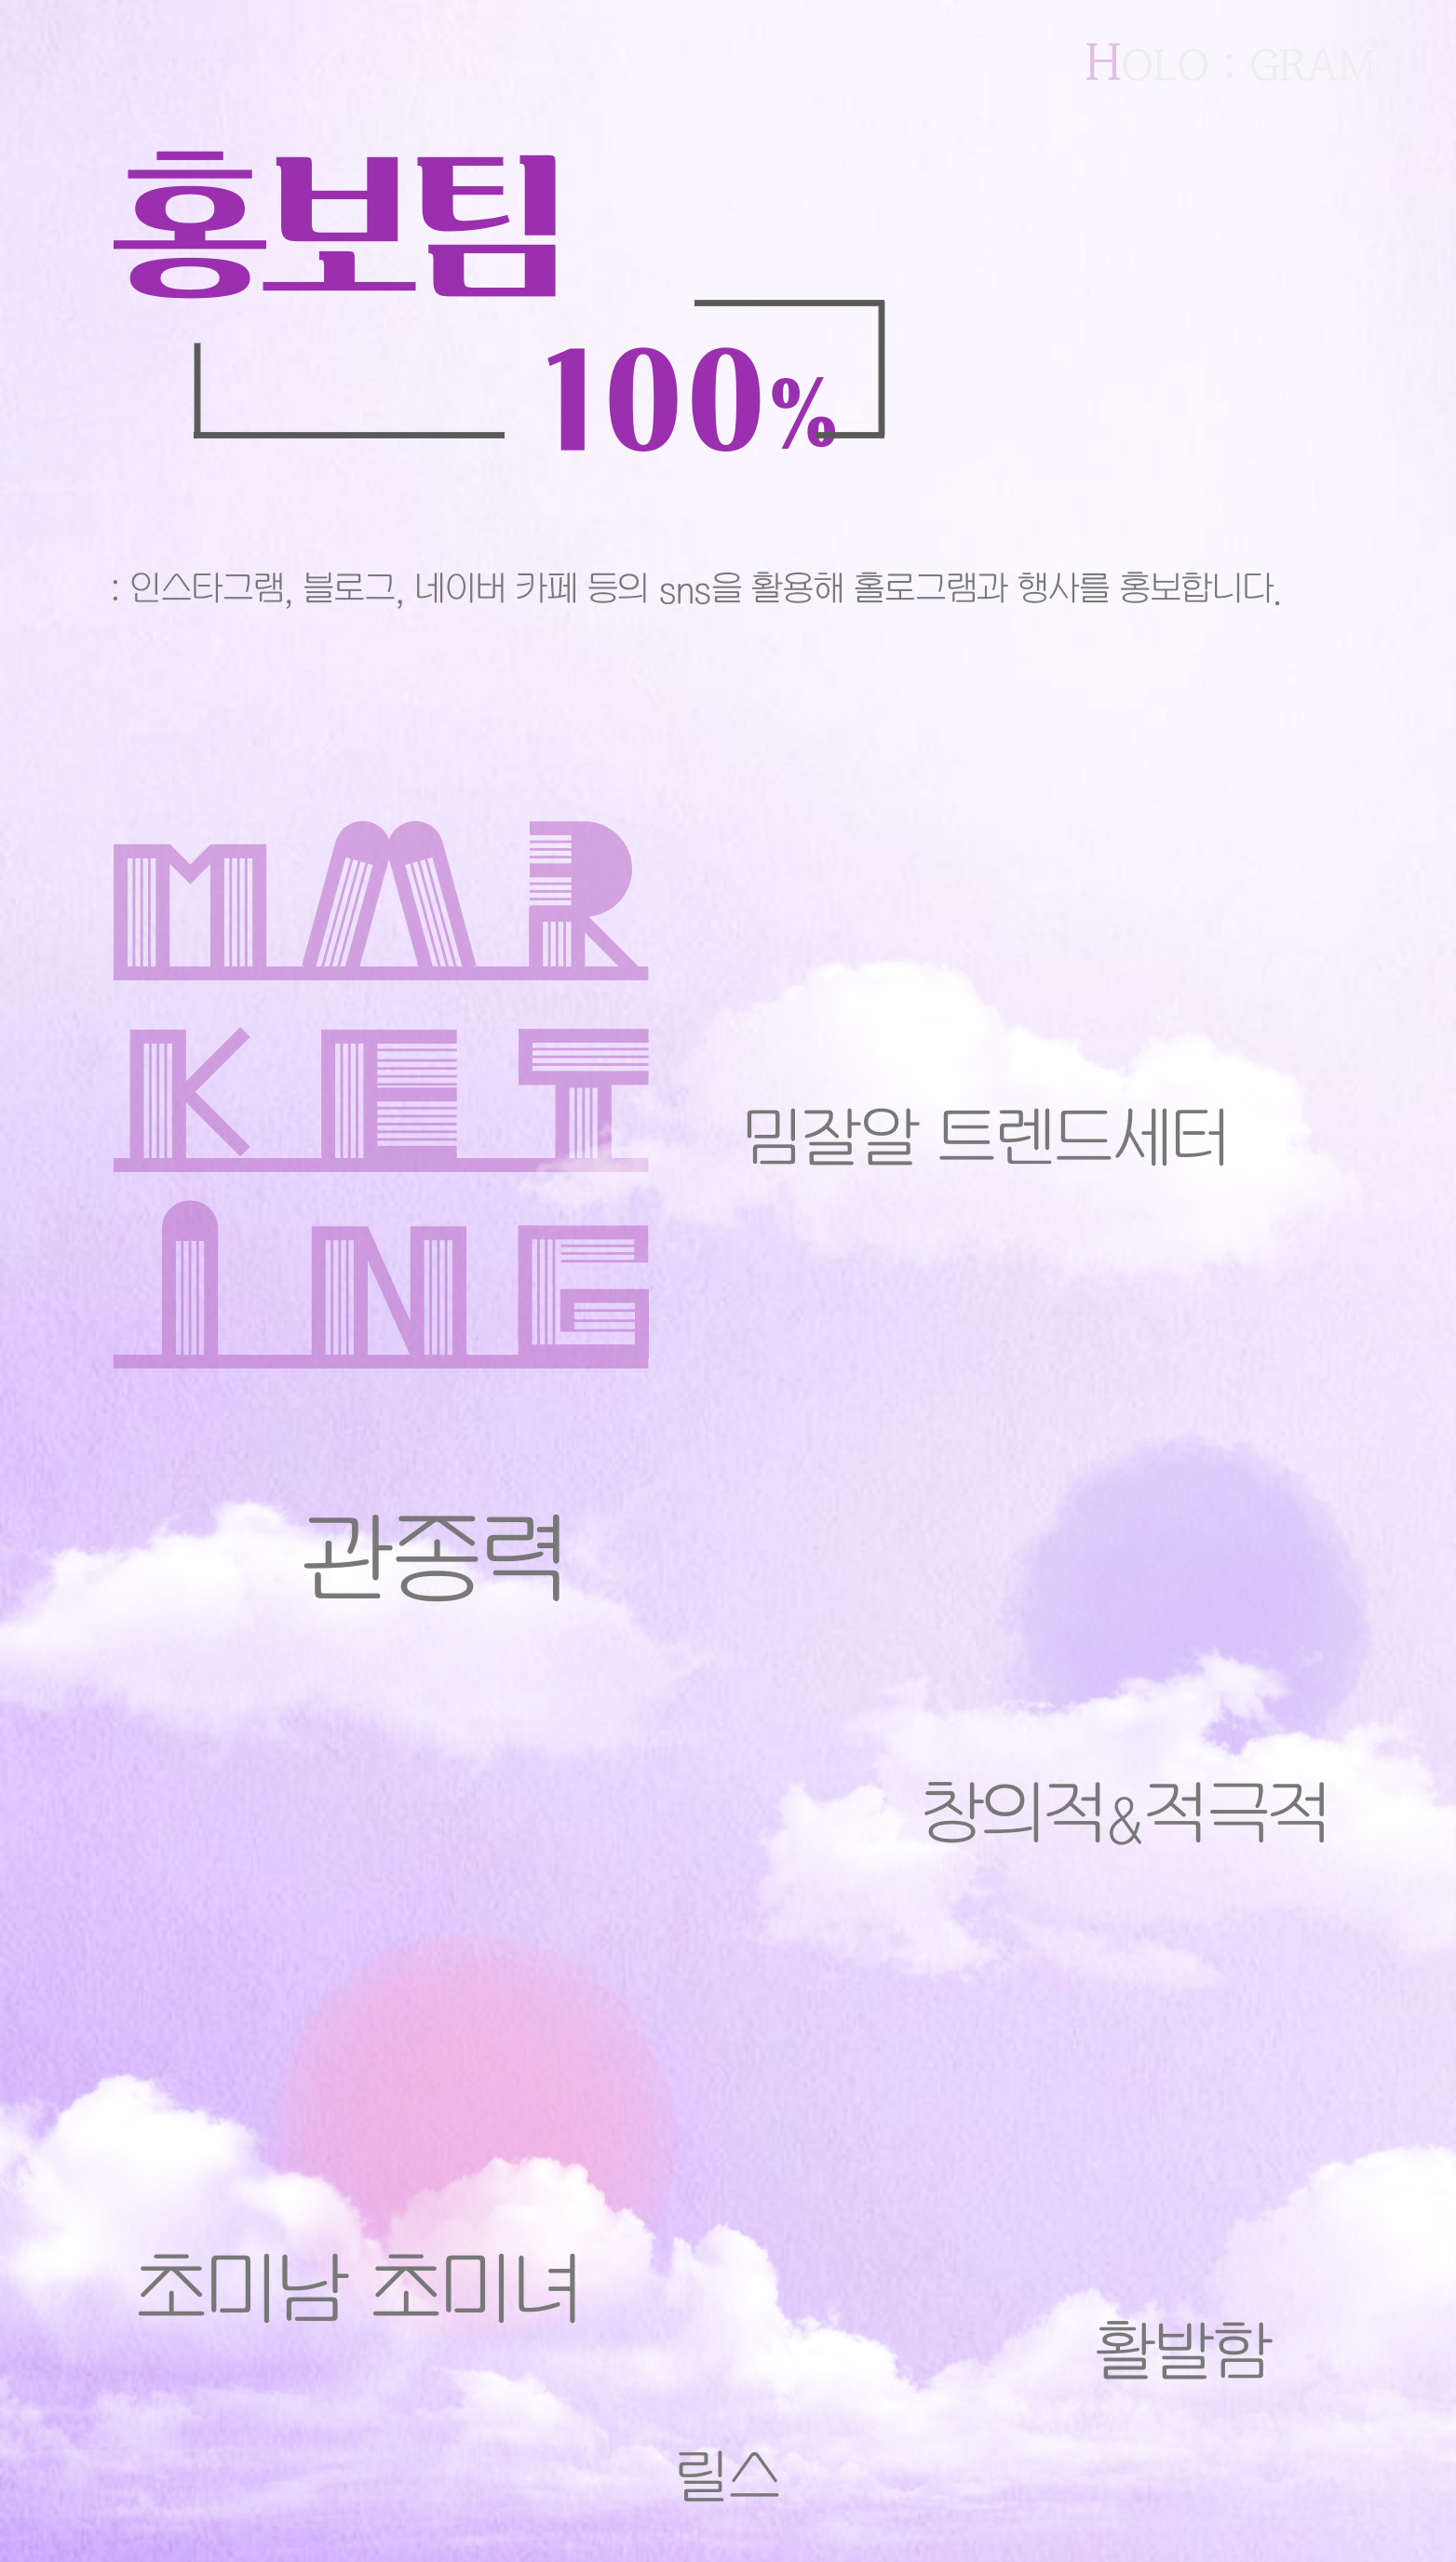 HOLO : GRAM
홍보팀
100%
: 인스타그램, 블로그, 네이버 카페 등의 sns을 활용해 홀로그램과 행사를 홍보합니다.
MAR
KET
ING
밈잘알 트렌드세터
관종력
창의적&적극적
초미남 초미녀
활발함
릴스